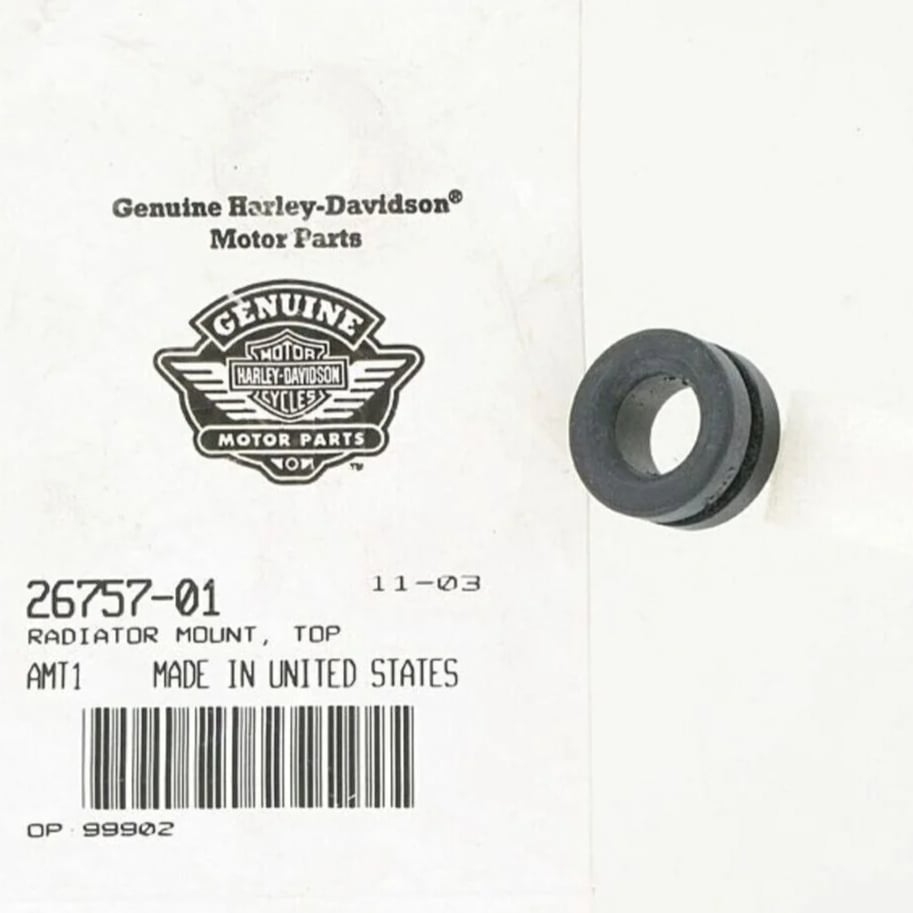 Genuine Harley-Davidson®
Motor Parts
GENUINE
MOTOR
HARLEY-DAVIDSON
CYCLES
MOTOR PARTS
™
26757-01 11-03
RADIATOR MOUNT, TOP
AMT1 MADE IN UNITED STATES
OP 99902